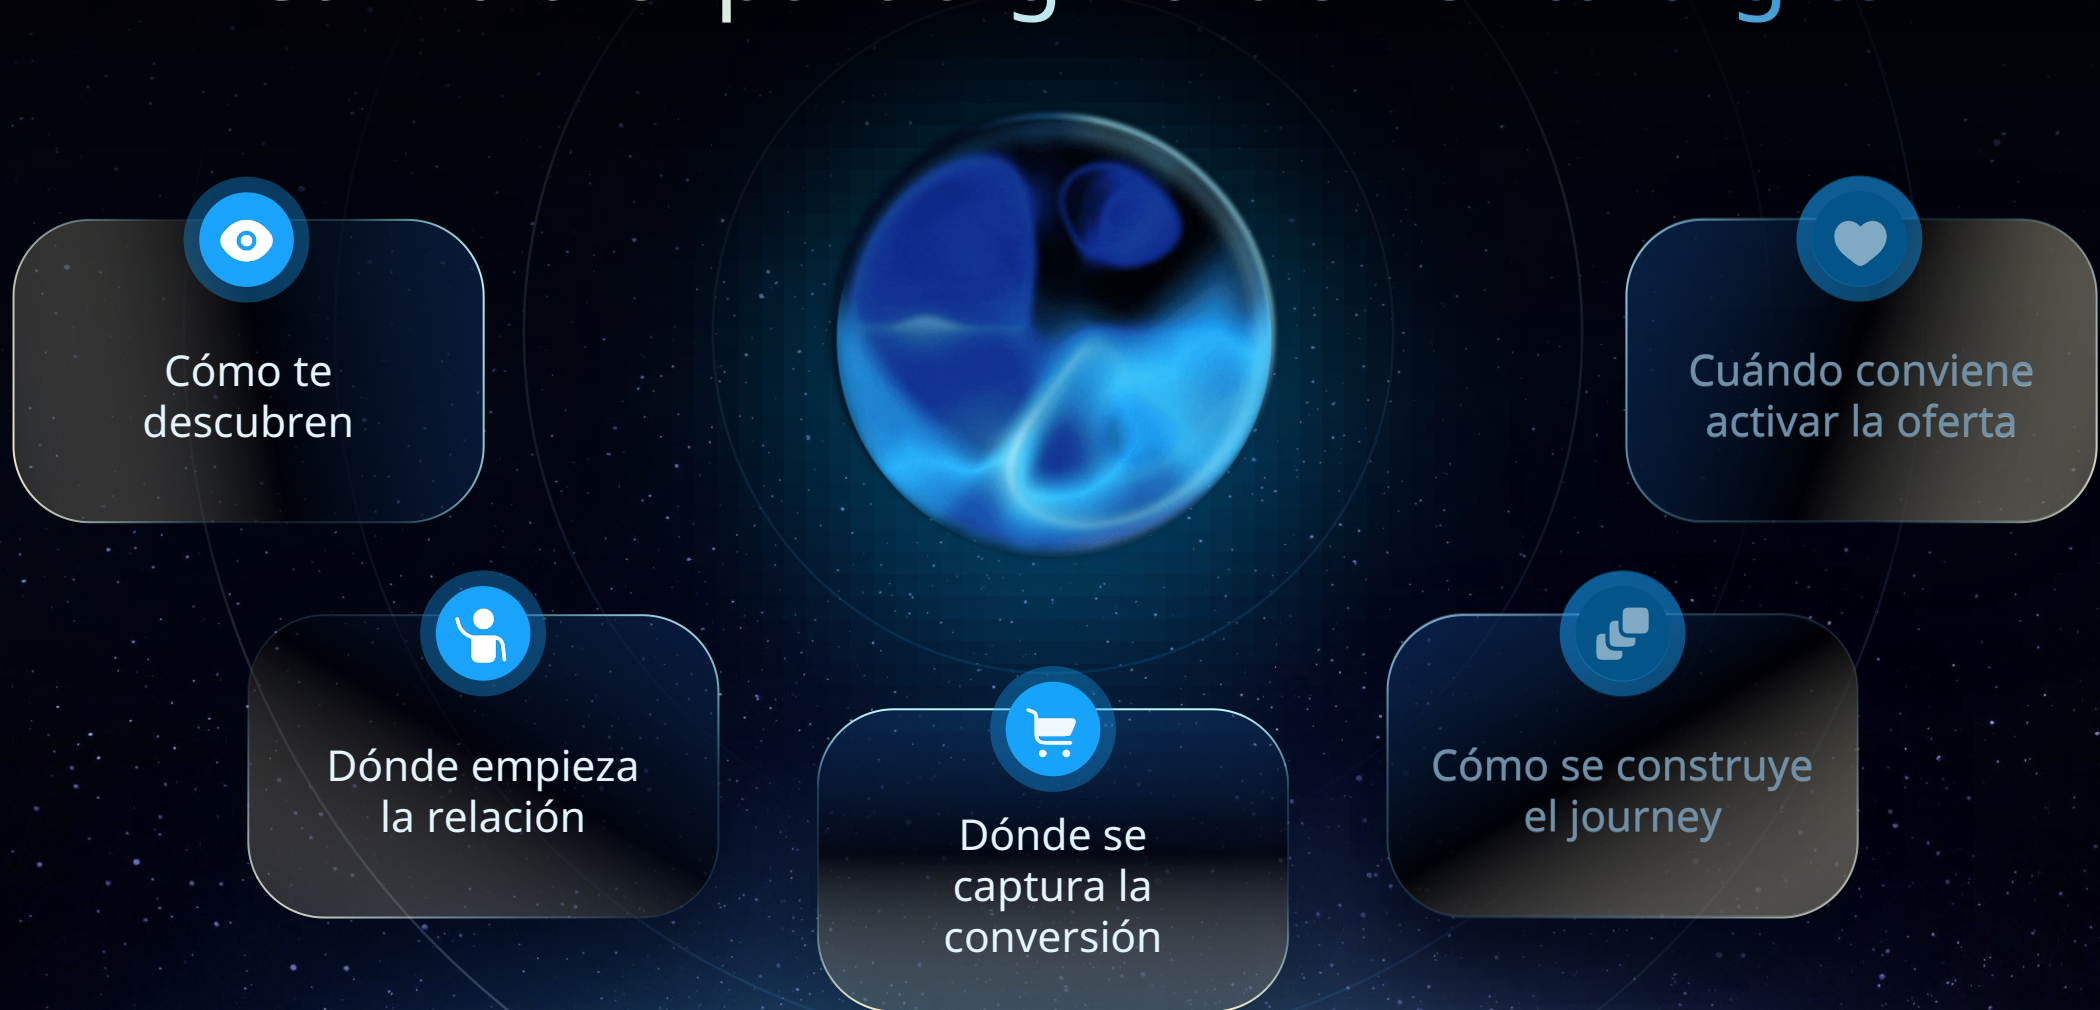 Cómo te
descubren
Dónde empieza
la relación
Dónde se
captura la
conversión
Cómo se construye
el journey
Cuándo conviene
activar la oferta